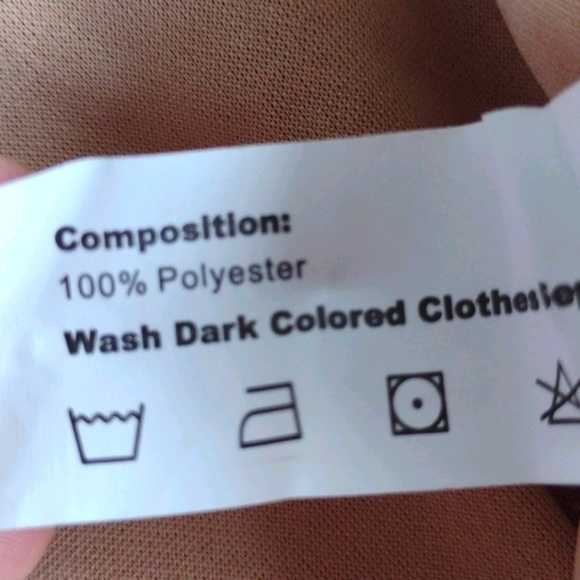 Composition:
100% Polyester
Wash Dark Colored Clothes